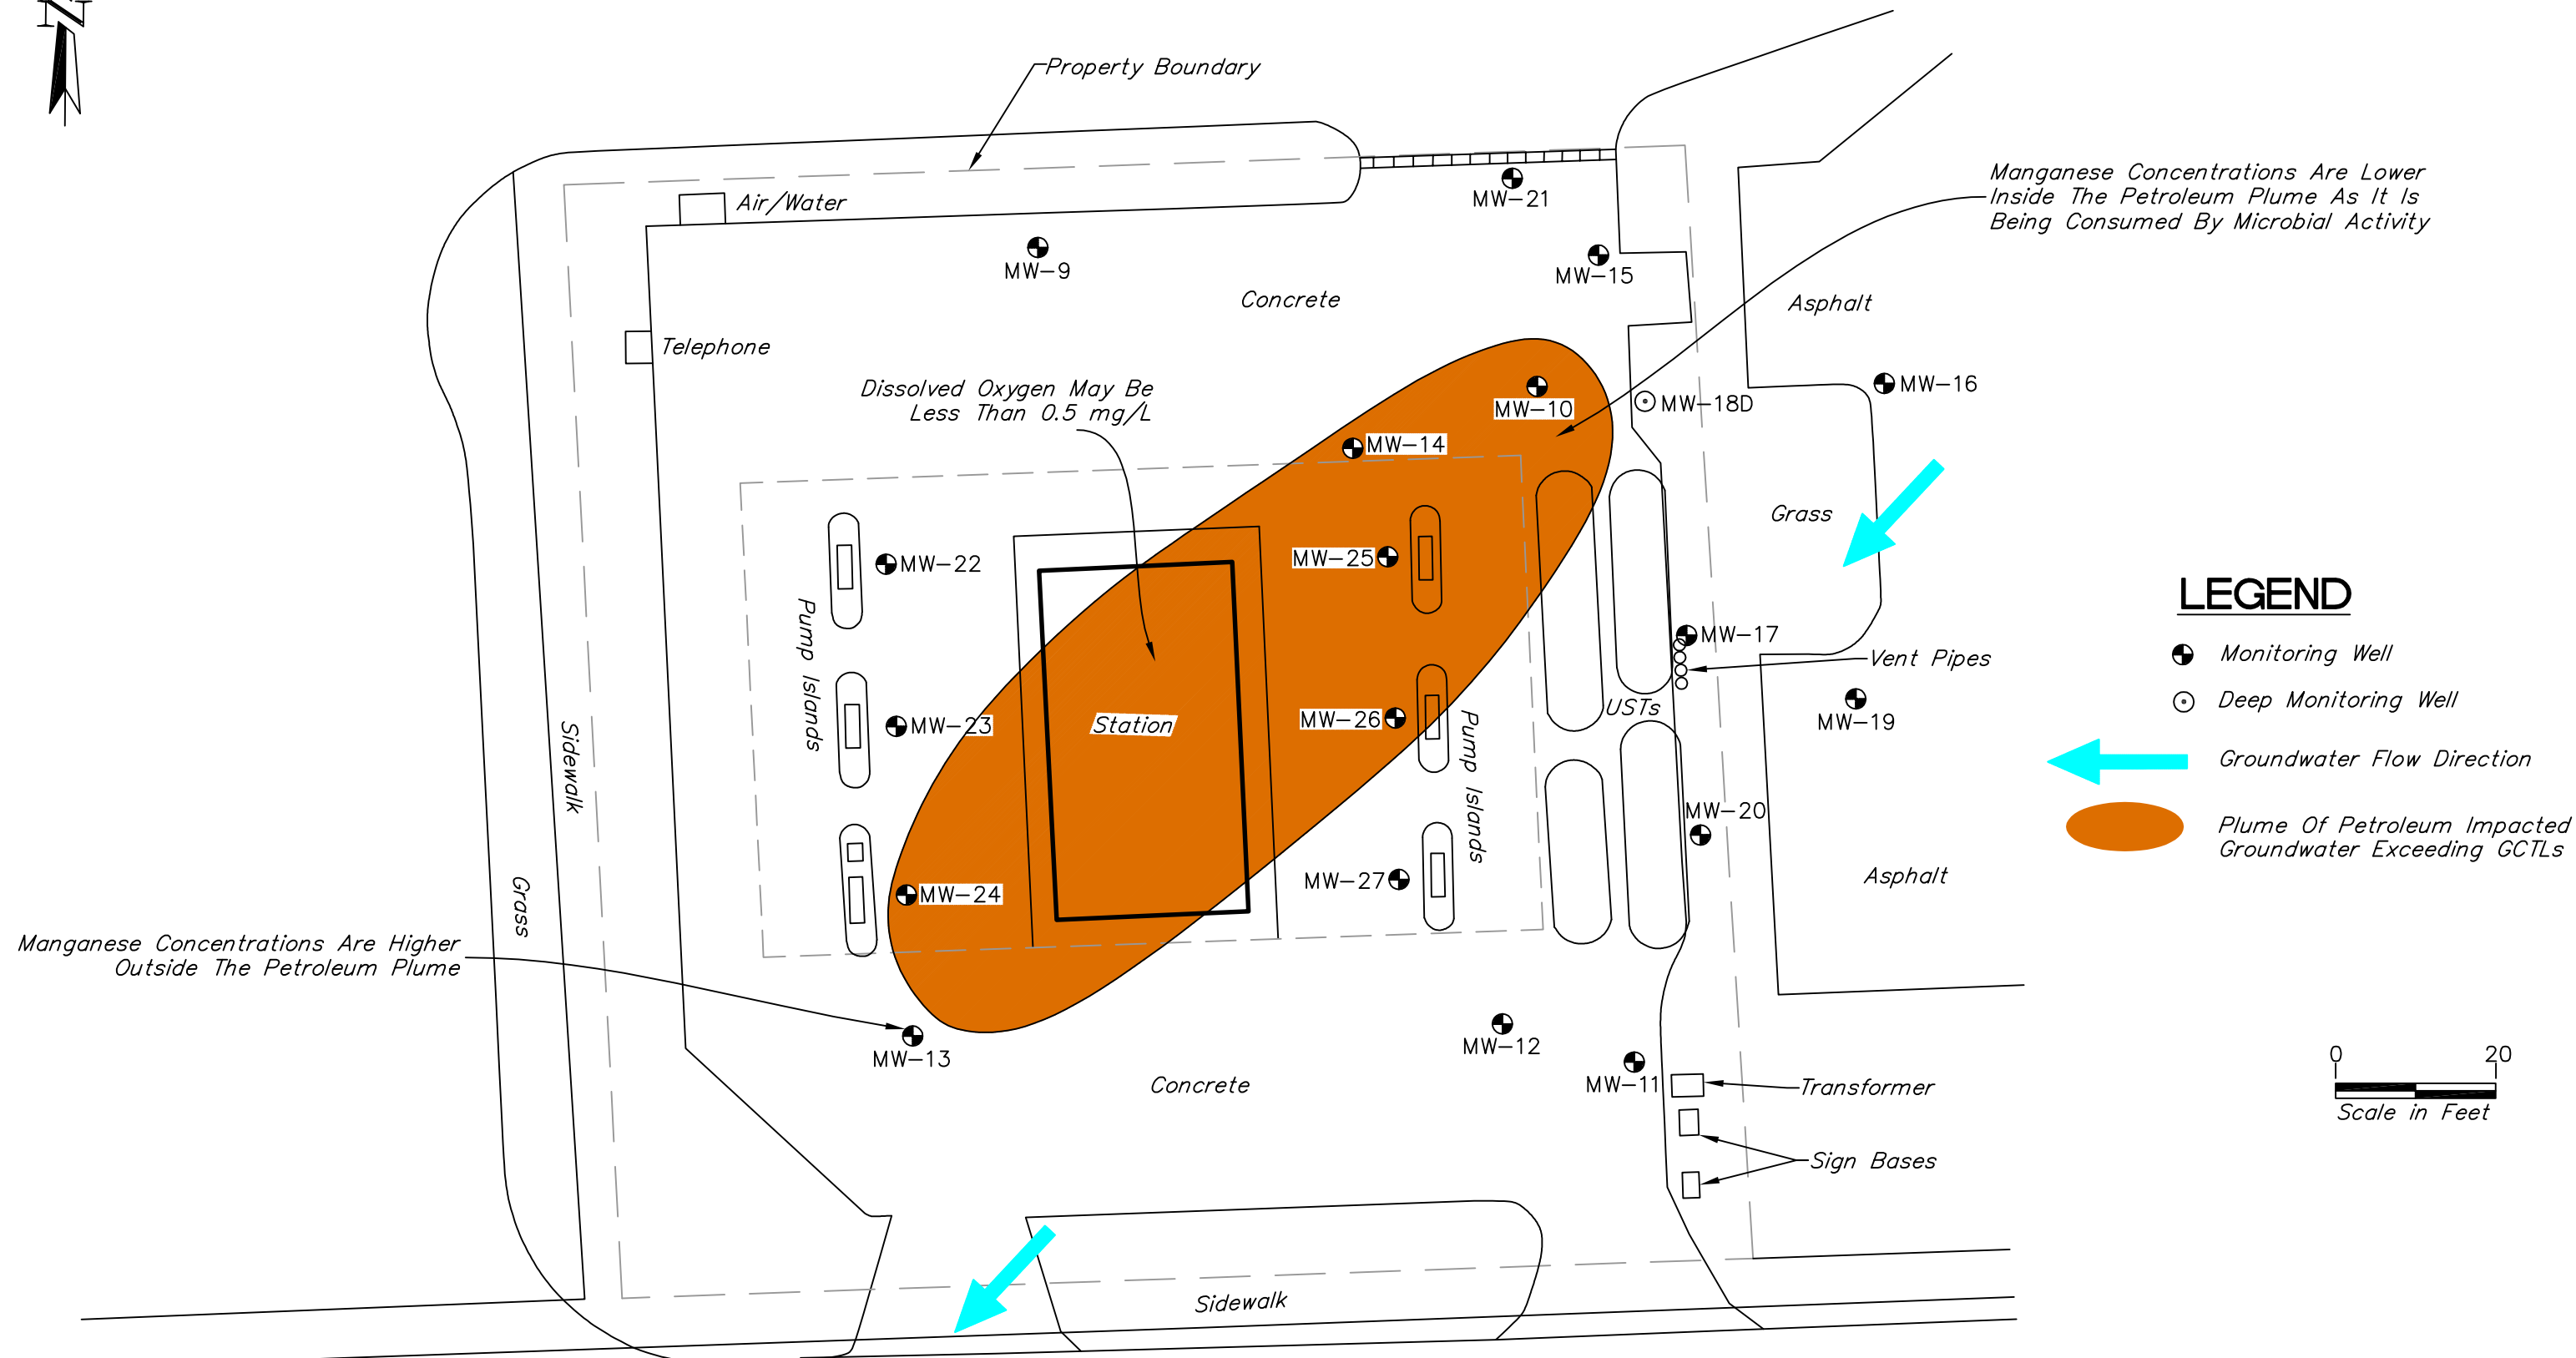 N
Property Boundary
Manganese Concentrations Are Lower
Inside The Petroleum Plume As It Is
Being Consumed By Microbial Activity
Air/Water
MW-21
MW-9
MW-15
Concrete
Asphalt
Telephone
Dissolved Oxygen May Be
Less Than 0.5 mg/L
MW-10
MW-18D
MW-16
MW-14
Grass
MW-22
MW-25
LEGEND
Pump Islands
MW-17
Monitoring Well
Vent Pipes
Deep Monitoring Well
Sidewalk
MW-23
Station
MW-26
Pump Islands
USTs
MW-19
Groundwater Flow Direction
MW-20
Plume Of Petroleum Impacted
Groundwater Exceeding GCTLs
Grass
MW-24
MW-27
Asphalt
Manganese Concentrations Are Higher
Outside The Petroleum Plume
MW-13
MW-12
MW-11
0 20
Scale in Feet
Concrete
Transformer
Sign Bases
Sidewalk